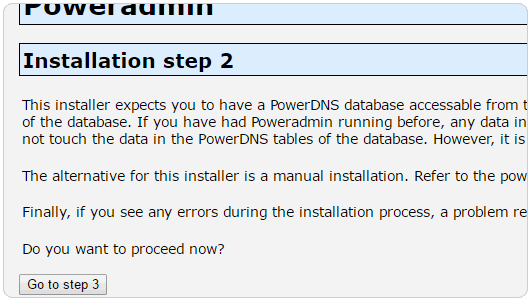 Poweradmin
Installation step 2
This installer expects you to have a PowerDNS database accessable from t
of the database. If you have had Poweradmin running before, any data in
not touch the data in the PowerDNS tables of the database. However, it is
The alternative for this installer is a manual installation. Refer to the pow
Finally, if you see any errors during the installation process, a problem re
Do you want to proceed now?
Go to step 3